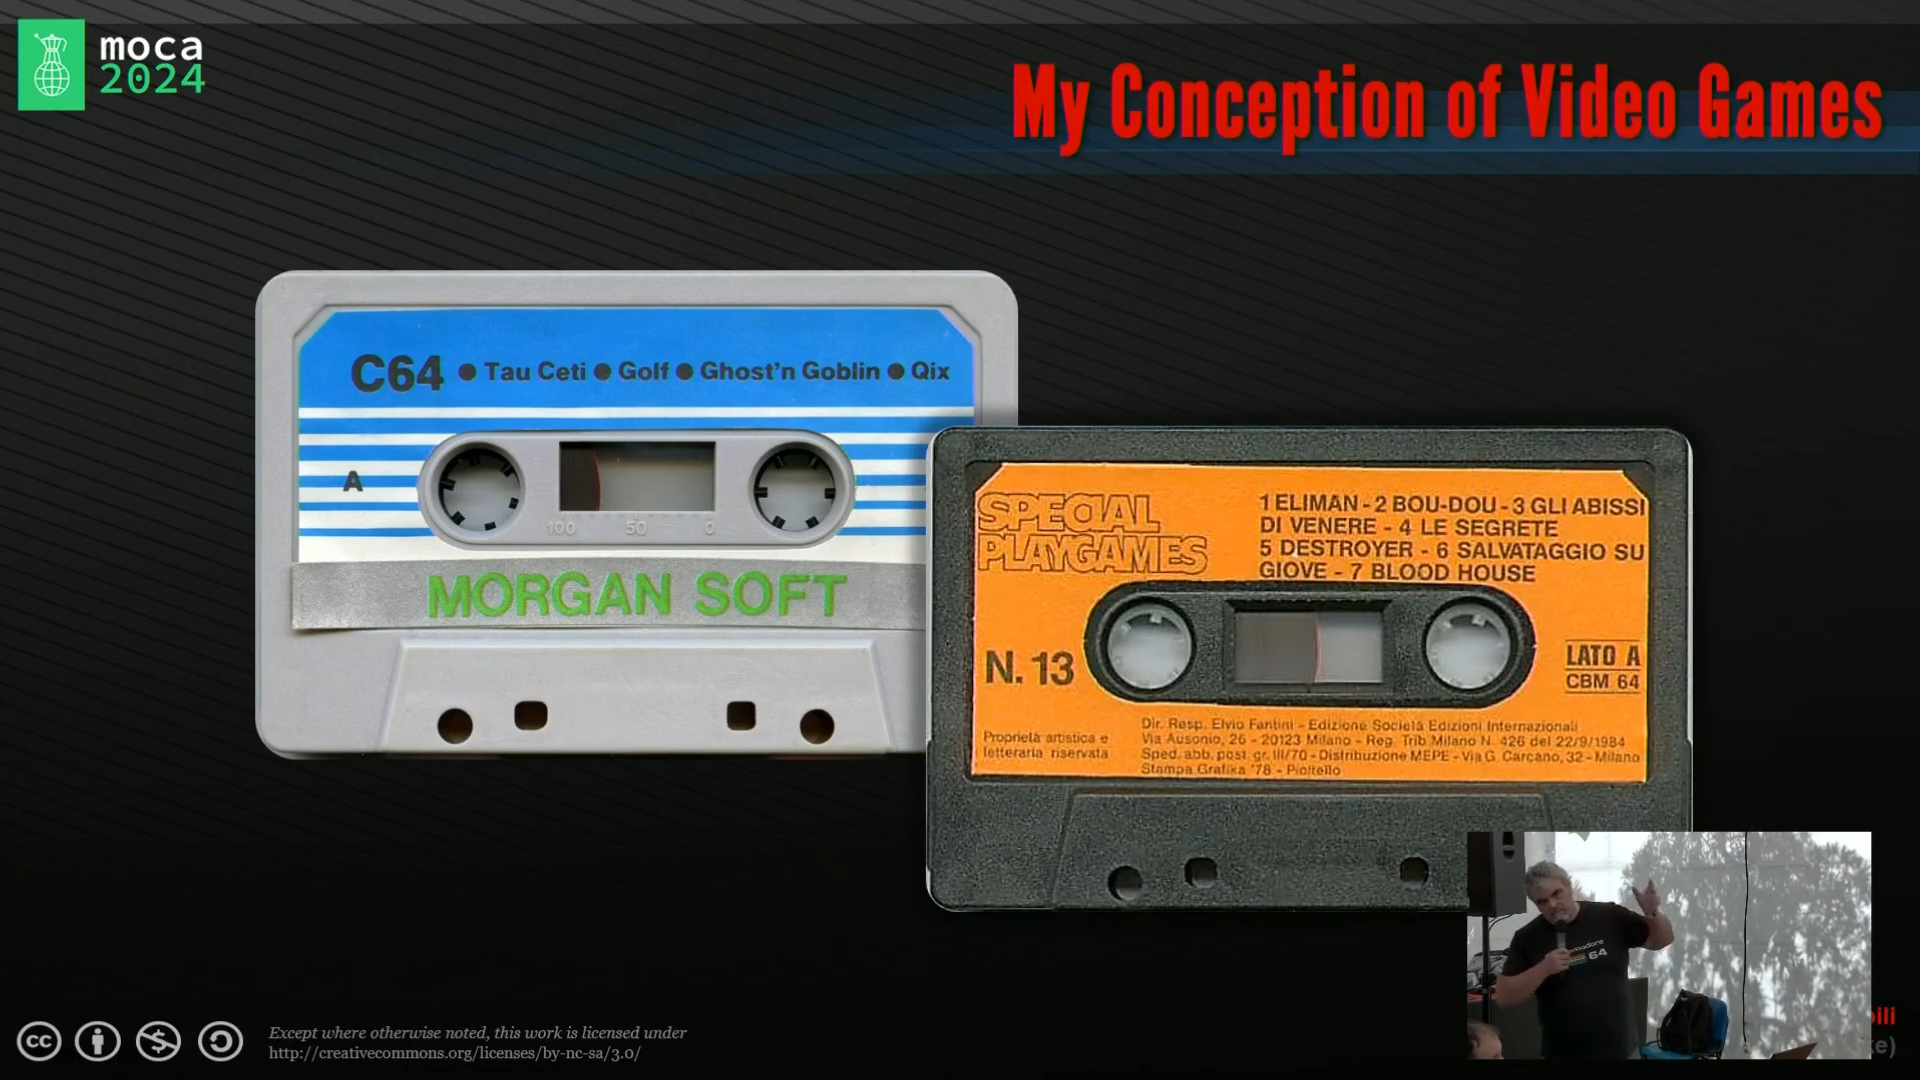 moca
2024
My Conception of Video Games
C64 • Tau Ceti • Golf • Ghost'n Goblin • Qix
A
100 50 0
MORGAN SOFT
SPECIAL
PLAYGAMES
1 ELIMAN - 2 BOU-DOU - 3 GLI ABISSI
DI VENERE - 4 LE SEGRETE
5 DESTROYER - 6 SALVATAGGIO SU
GIOVE - 7 BLOOD HOUSE
N. 13
LATO A
CBM 64
Proprietà artistica e
letteraria riservata
Dir. Resp. Elvio Fantini - Edizione Società Edizioni Internazionali
Via Ausonio, 26 - 20123 Milano - Reg. Trib Milano N. 426 del 22/9/1984
Sped. abb. post. gr. III/70 - Distribuzione MEPE - Via G. Carcano, 32 - Milano
Stampa Grafika '78 - Pioltello
64
cc
Except where otherwise noted, this work is licensed under
http://creativecommons.org/licenses/by-nc-sa/3.0/